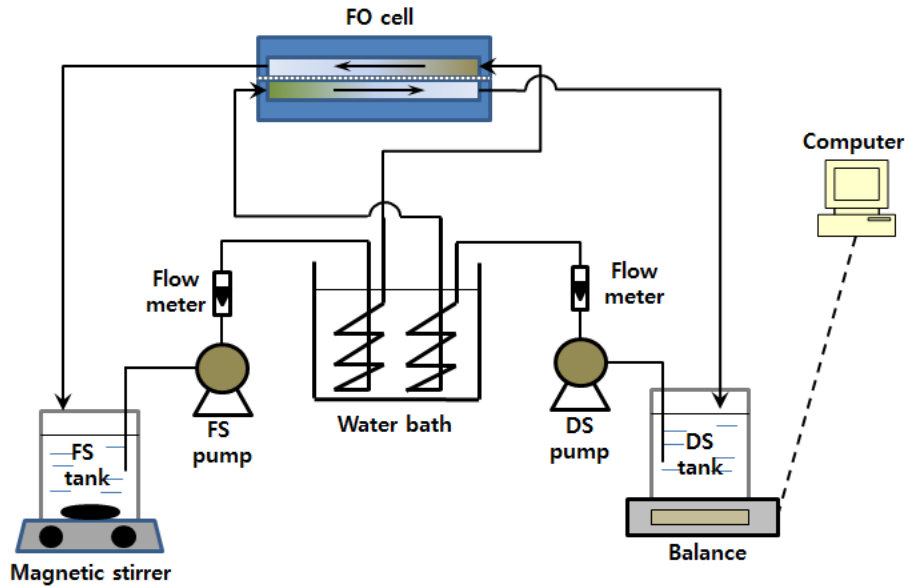 FO cell
Computer
Flow
meter
Flow
meter
FS
pump
Water bath
DS
pump
FS
tank
DS
tank
Magnetic stirrer
Balance